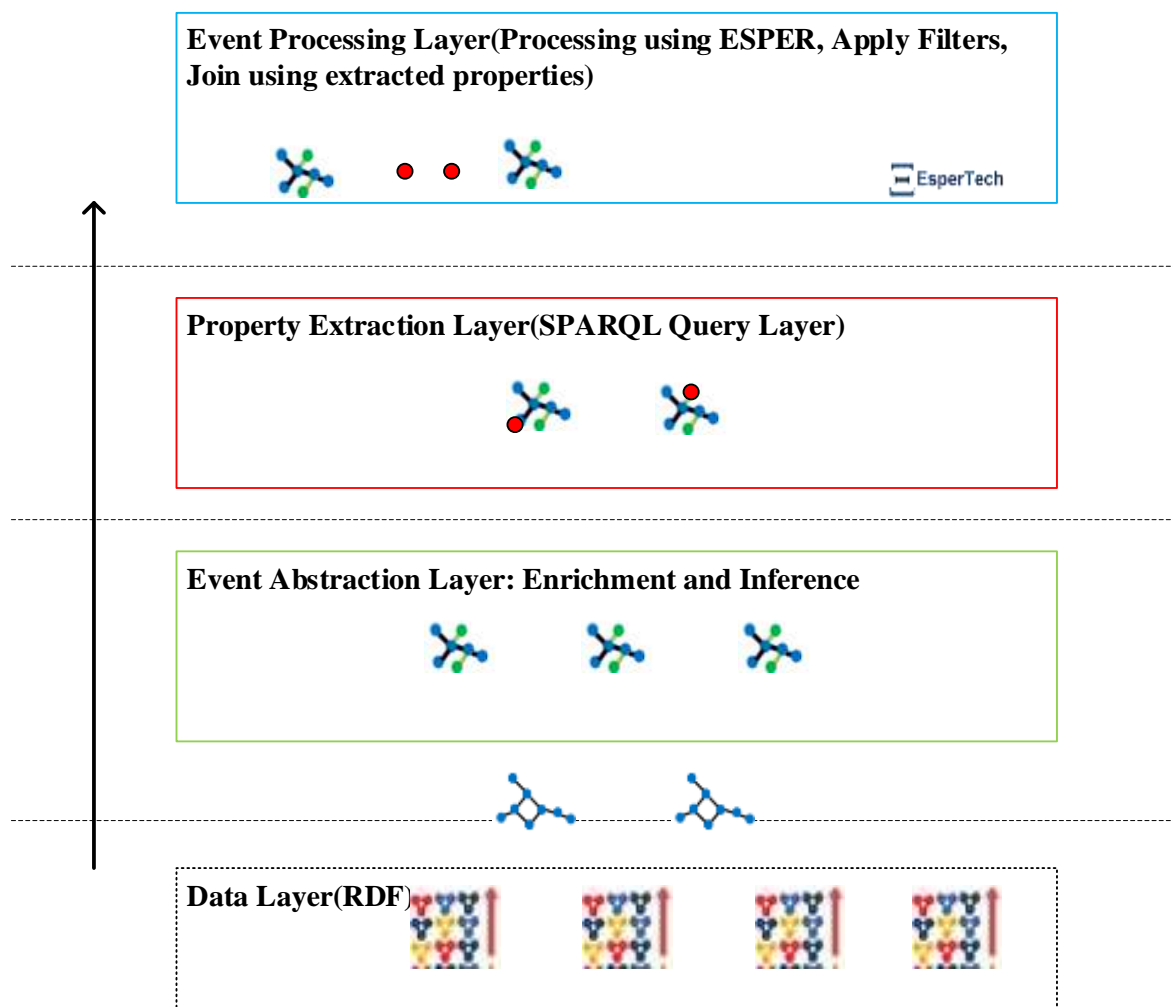 Event Processing Layer(Processing using ESPER, Apply Filters,
Join using extracted properties)
EsperTech
Property Extraction Layer(SPARQL Query Layer)
Event Abstraction Layer: Enrichment and Inference
Data Layer(RDF)